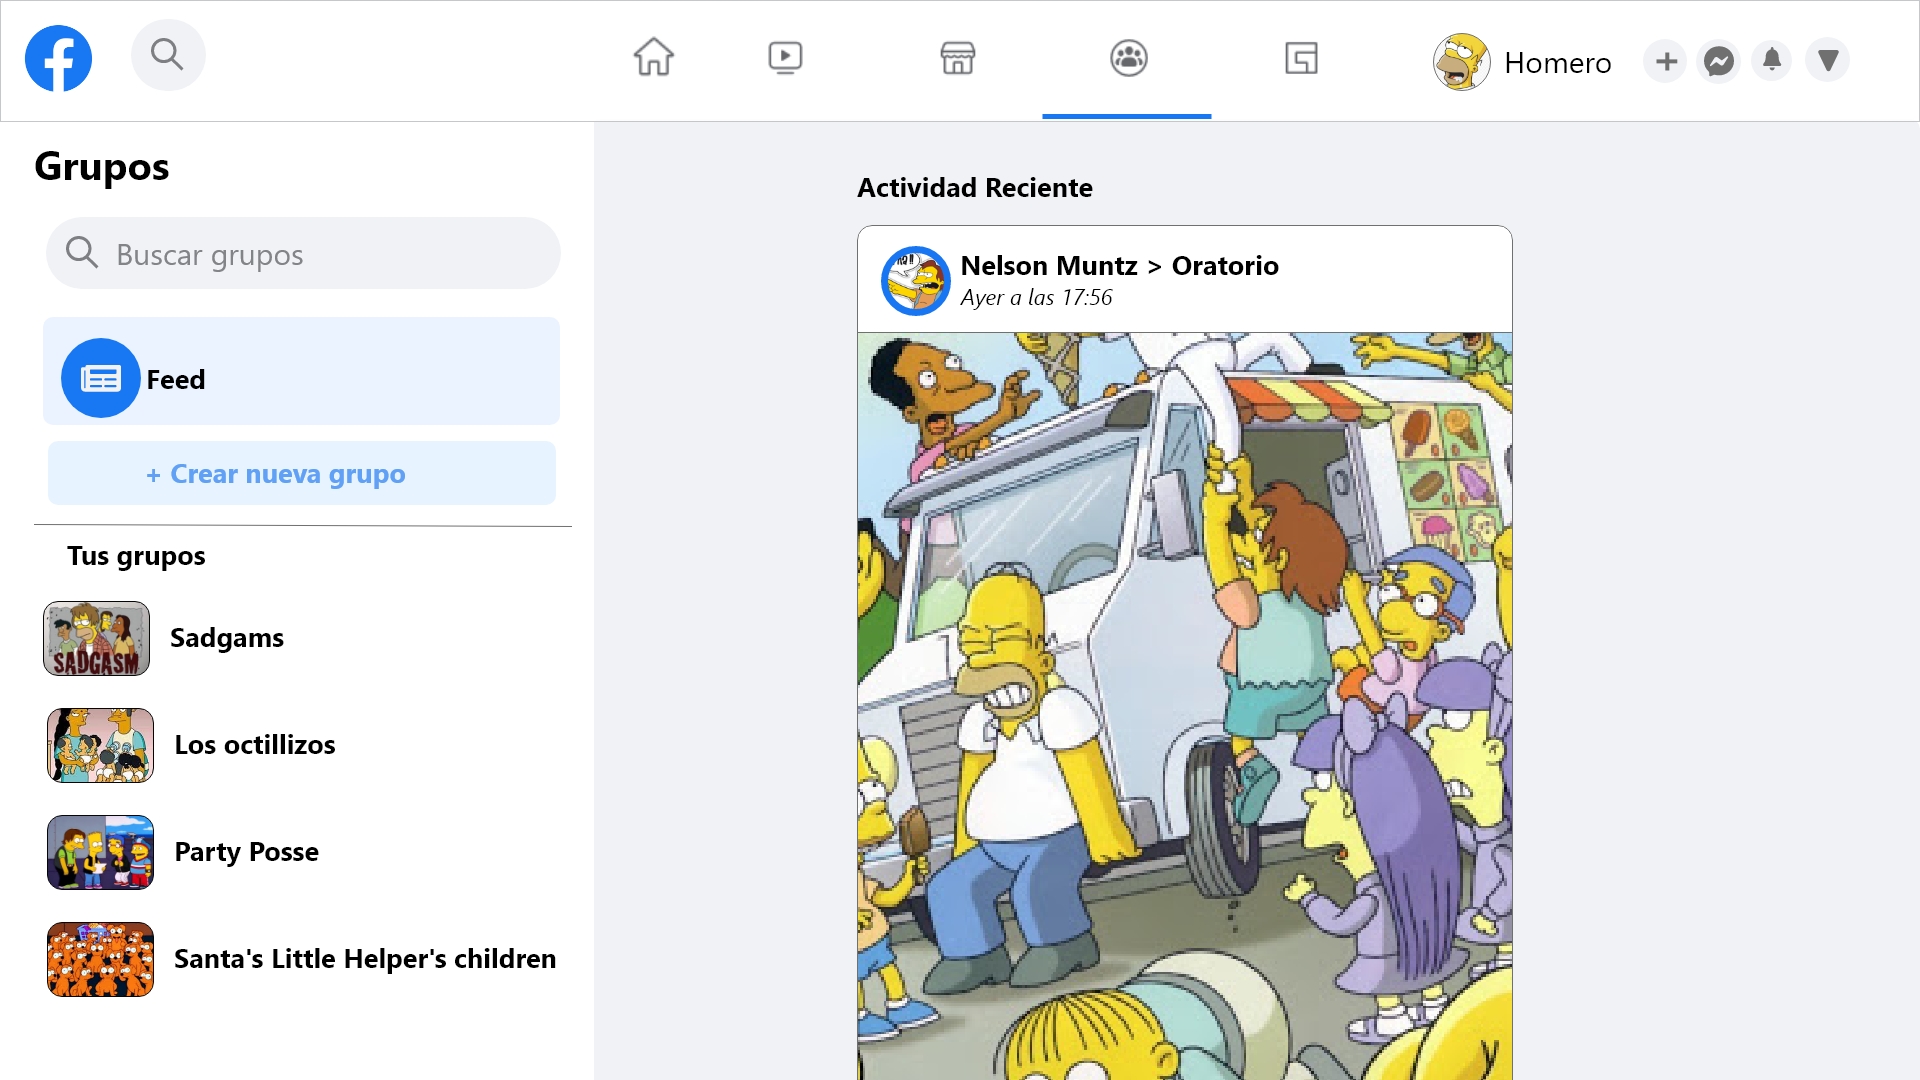 Homero
Grupos
Buscar grupos
Feed
+ Crear nueva grupo
Tus grupos
SADGASM
Sadgams
Los octillizos
Party Posse
Santa's Little Helper's children
Actividad Reciente
Nelson Muntz > Oratorio
Ayer a las 17:56